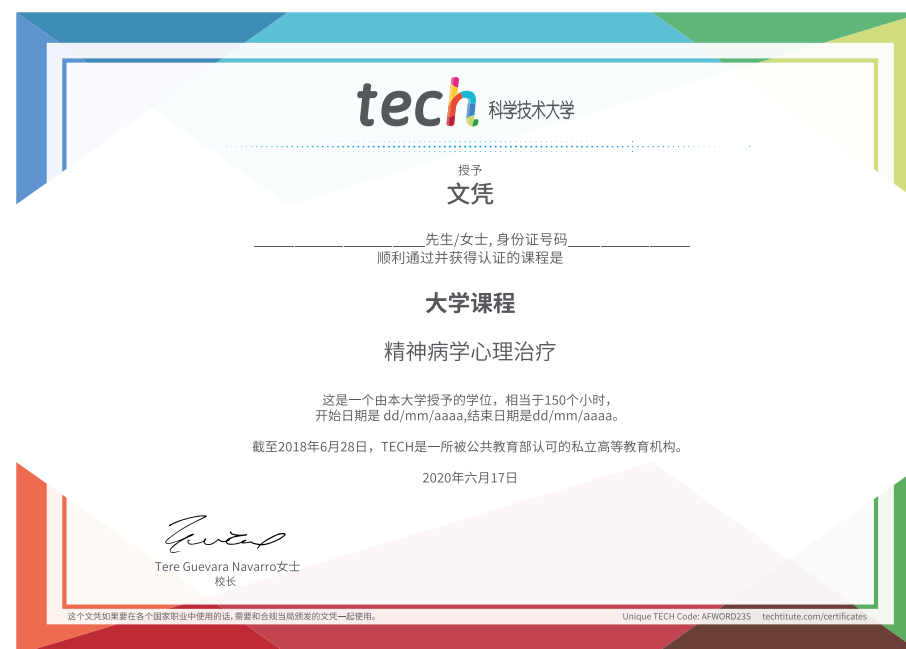 tech 科学技术大学
授予
文凭
____________________先生/女士, 身份证号码______________
顺利通过并获得认证的课程是
大学课程
精神病学心理治疗
这是一个由本大学授予的学位，相当于150个小时，
开始日期是 dd/mm/aaaa,结束日期是dd/mm/aaaa。
截至2018年6月28日，TECH是一所被公共教育部认可的私立高等教育机构。
2020年六月17日
Tere Guevara Navarro女士
校长
这个文凭如果要在各个国家职业中使用的话,需要和合规当局颁发的文凭一起使用。
Unique TECH Code: AFWORD23S techtitute.com/certificates